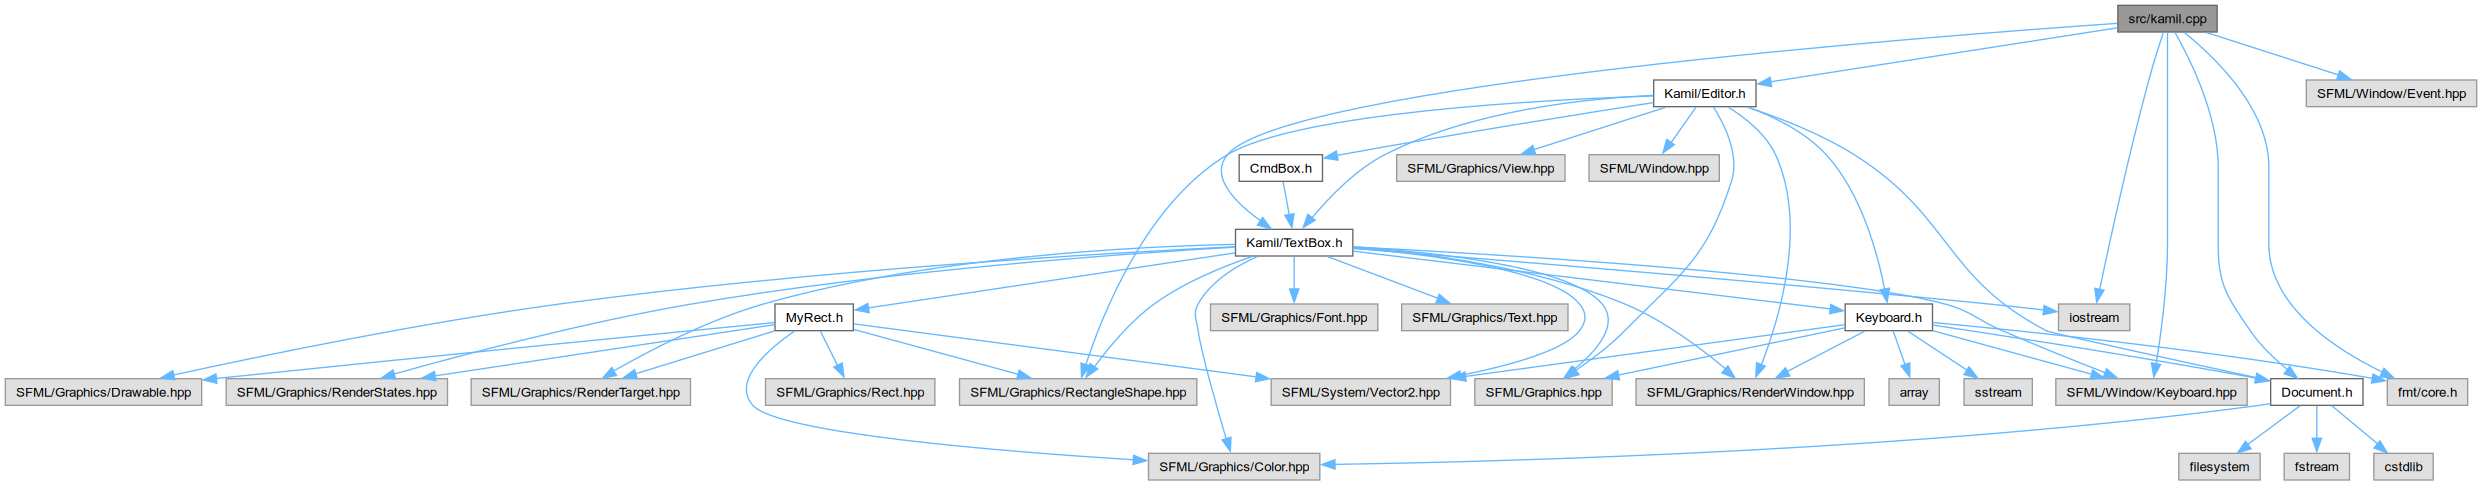 src/kamil.cpp
Kamil/Editor.h
SFML/Window/Event.hpp
CmdBox.h
SFML/Graphics/View.hpp
SFML/Window.hpp
Kamil/TextBox.h
MyRect.h
SFML/Graphics/Font.hpp
SFML/Graphics/Text.hpp
Keyboard.h
iostream
SFML/Graphics/Drawable.hpp
SFML/Graphics/RenderStates.hpp
SFML/Graphics/RenderTarget.hpp
SFML/Graphics/Rect.hpp
SFML/Graphics/RectangleShape.hpp
SFML/System/Vector2.hpp
SFML/Graphics.hpp
SFML/Graphics/RenderWindow.hpp
array
sstream
SFML/Window/Keyboard.hpp
Document.h
fmt/core.h
SFML/Graphics/Color.hpp
filesystem
fstream
cstdlib